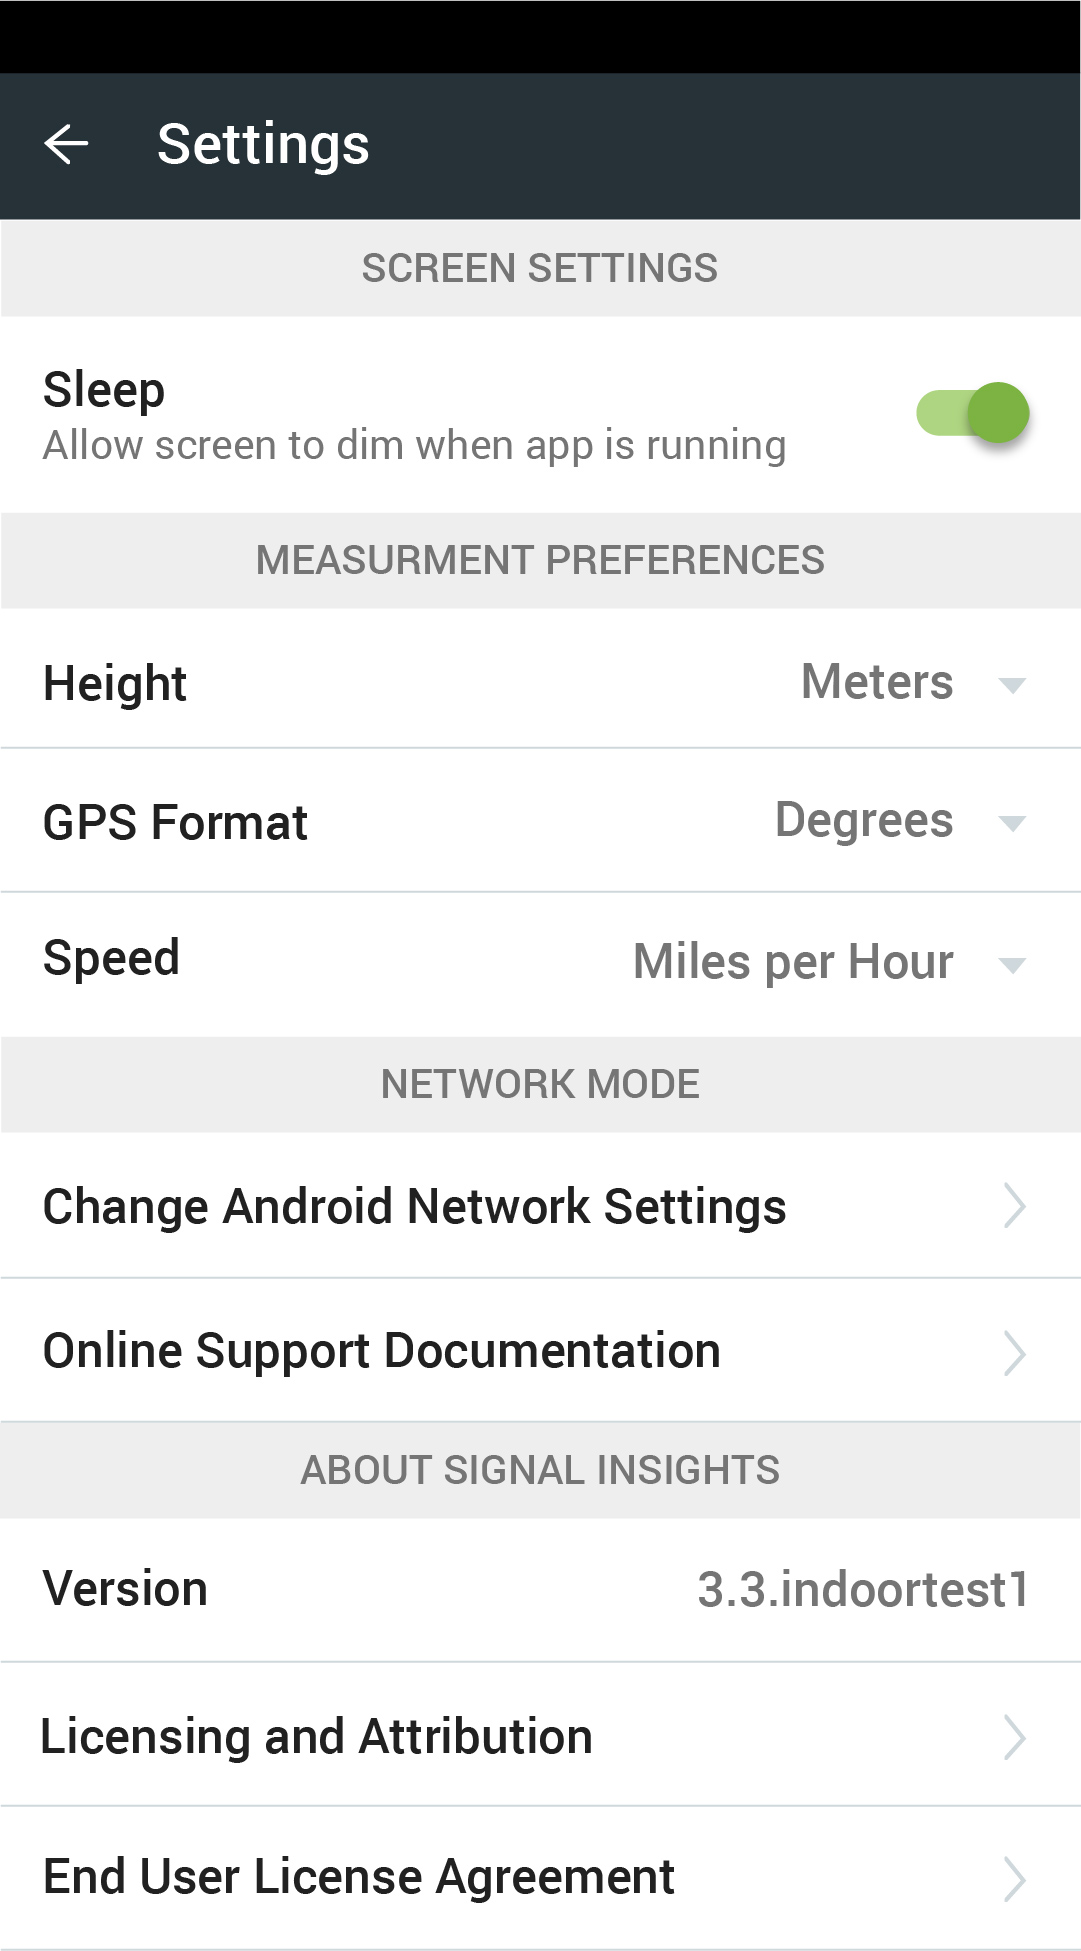 Settings
SCREEN SETTINGS
Sleep
Allow screen to dim when app is running
MEASURMENT PREFERENCES
Height Meters
GPS Format Degrees
Speed Miles per Hour
NETWORK MODE
Change Android Network Settings
Online Support Documentation
ABOUT SIGNAL INSIGHTS
Version 3.3.indoortest1
Licensing and Attribution
End User License Agreement